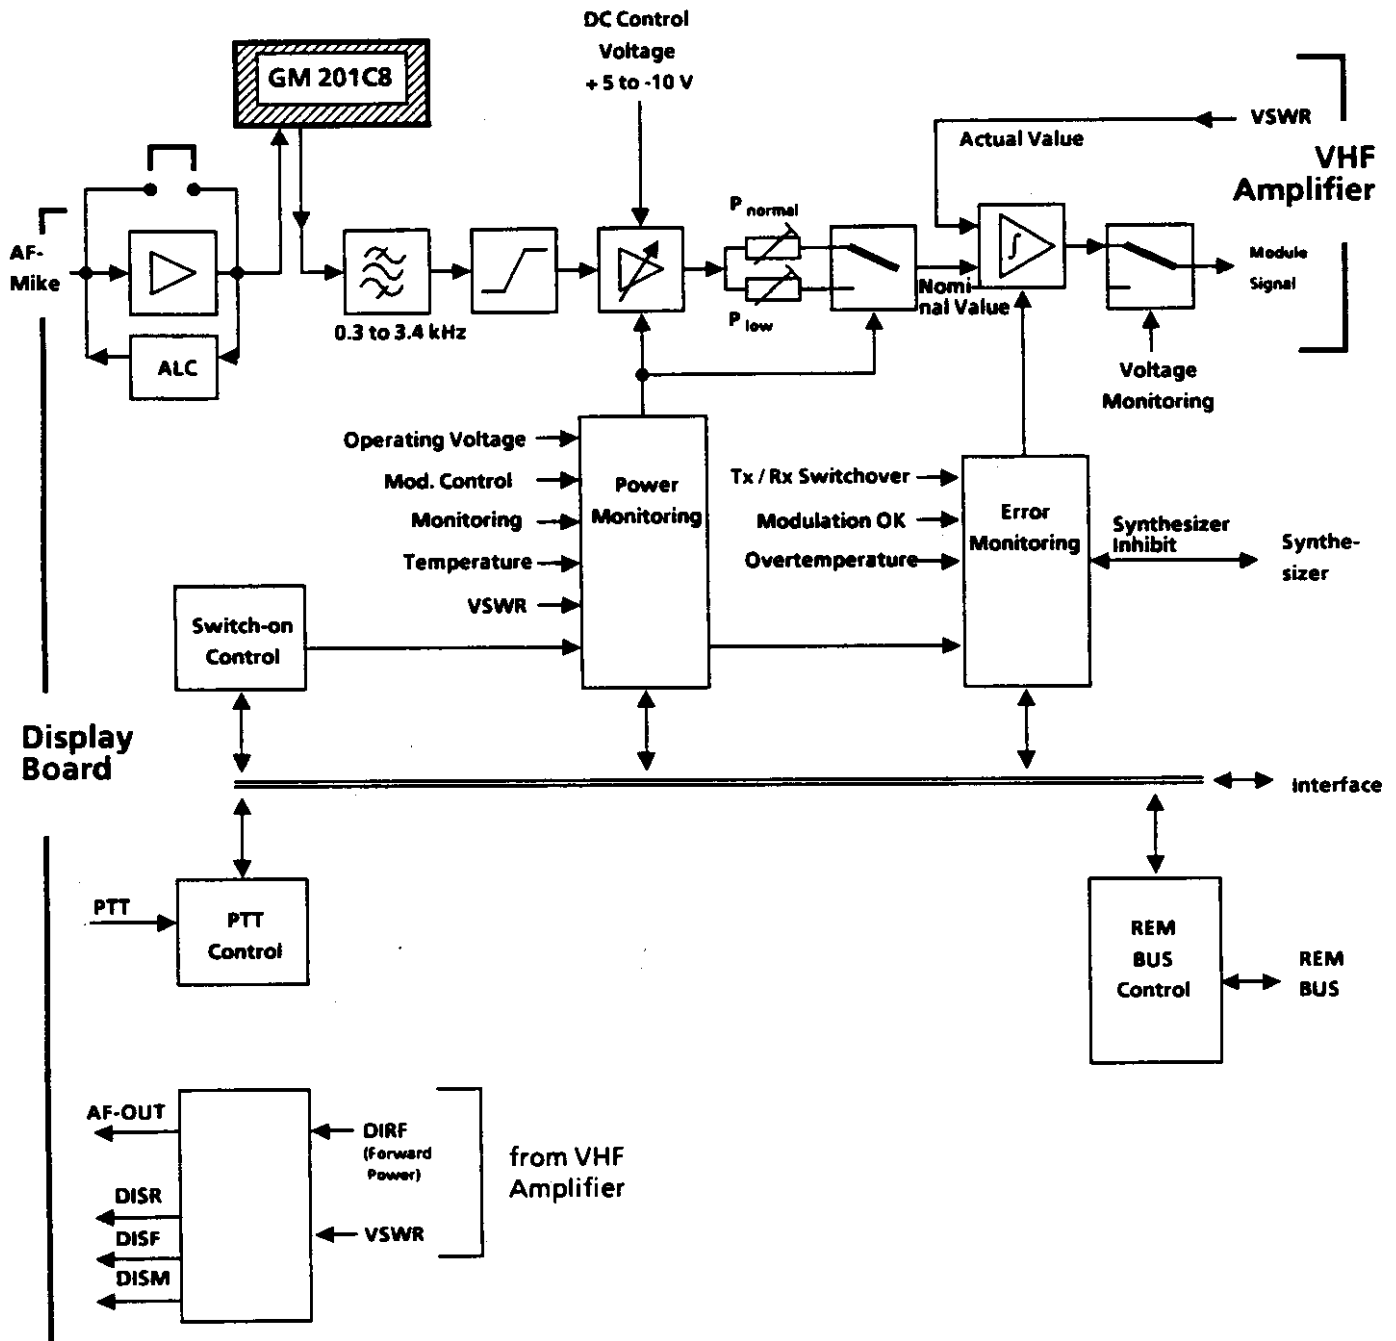 DC Control
Voltage
+ 5 to -10 V
GM 201C8
VSWR
Actual Value
VHF
Amplifier
P normal
AF-
Mike
Module
Signal
Nomi
nal Value
P low
0.3 to 3.4 kHz
ALC
Voltage
Monitoring
Operating Voltage
Mod. Control
Monitoring
Temperature
VSWR
Power
Monitoring
Tx / Rx Switchover
Modulation OK
Overtemperature
Error
Monitoring
Synthesizer
Inhibit
Synthe-
sizer
Switch-on
Control
Display
Board
Interface
PTT
PTT
Control
REM
BUS
Control
REM
BUS
AF-OUT
DISR
DISF
DISM
DIRF
(Forward
Power)
VSWR
from VHF
Amplifier